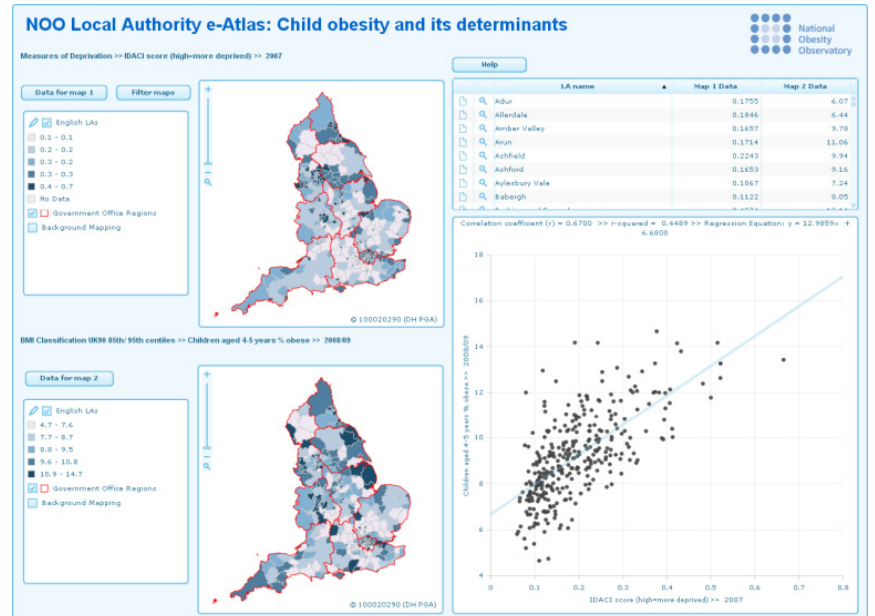 NOO Local Authority e-Atlas: Child obesity and its determinants
National
Obesity
Observatory
Measures of Deprivation >> IDACI score (high=more deprived) >> 2007
Help
Data for map 1
Filter maps
English LAs
0.1 - 0.1
0.2 - 0.2
0.3 - 0.2
0.3 - 0.3
0.4 - 0.7
No Data
Government Office Regions
Background Mapping
© 100020290 (DH PGA)
LA name Map 1 Data Map 2 Data
Adur 0.1755 6.07
Allerdale 0.1846 6.44
Amber Valley 0.1657 9.78
Arun 0.1714 11.06
Ashfield 0.2243 9.94
Ashford 0.1653 9.16
Aylesbury Vale 0.1067 7.24
Babergh 0.1122 8.05
Correlation coefficient (r) = 0.6700 >> r-squared = 0.4489 >> Regression Equation: y = 12.9859x +
6.6800
18
16
14
12
10
8
6
4
Children aged 4-5 years % obese >> 2008/09
0 0.1 0.2 0.3 0.4 0.5 0.6 0.7 0.8
IDACI score (high=more deprived) >> 2007
BMI Classification UK90 85th/ 95th centiles >> Children aged 4-5 years % obese >> 2008/09
Data for map 2
English LAs
4.7 - 7.6
7.7 - 8.7
8.8 - 9.5
9.6 - 10.8
10.9 - 14.7
Government Office Regions
Background Mapping
© 100020290 (DH PGA)